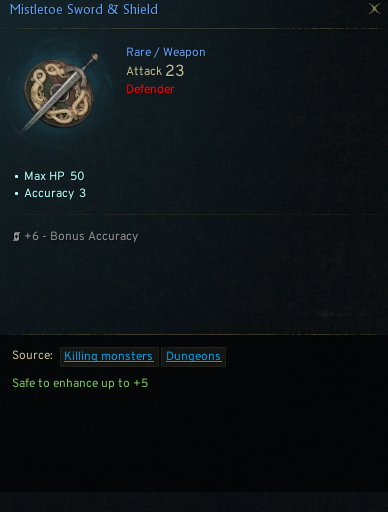 Mistletoe Sword & Shield
Rare / Weapon
Attack 23
Defender
• Max HP 50
• Accuracy 3
+6 - Bonus Accuracy
Source: Killing monsters Dungeons
Safe to enhance up to +5